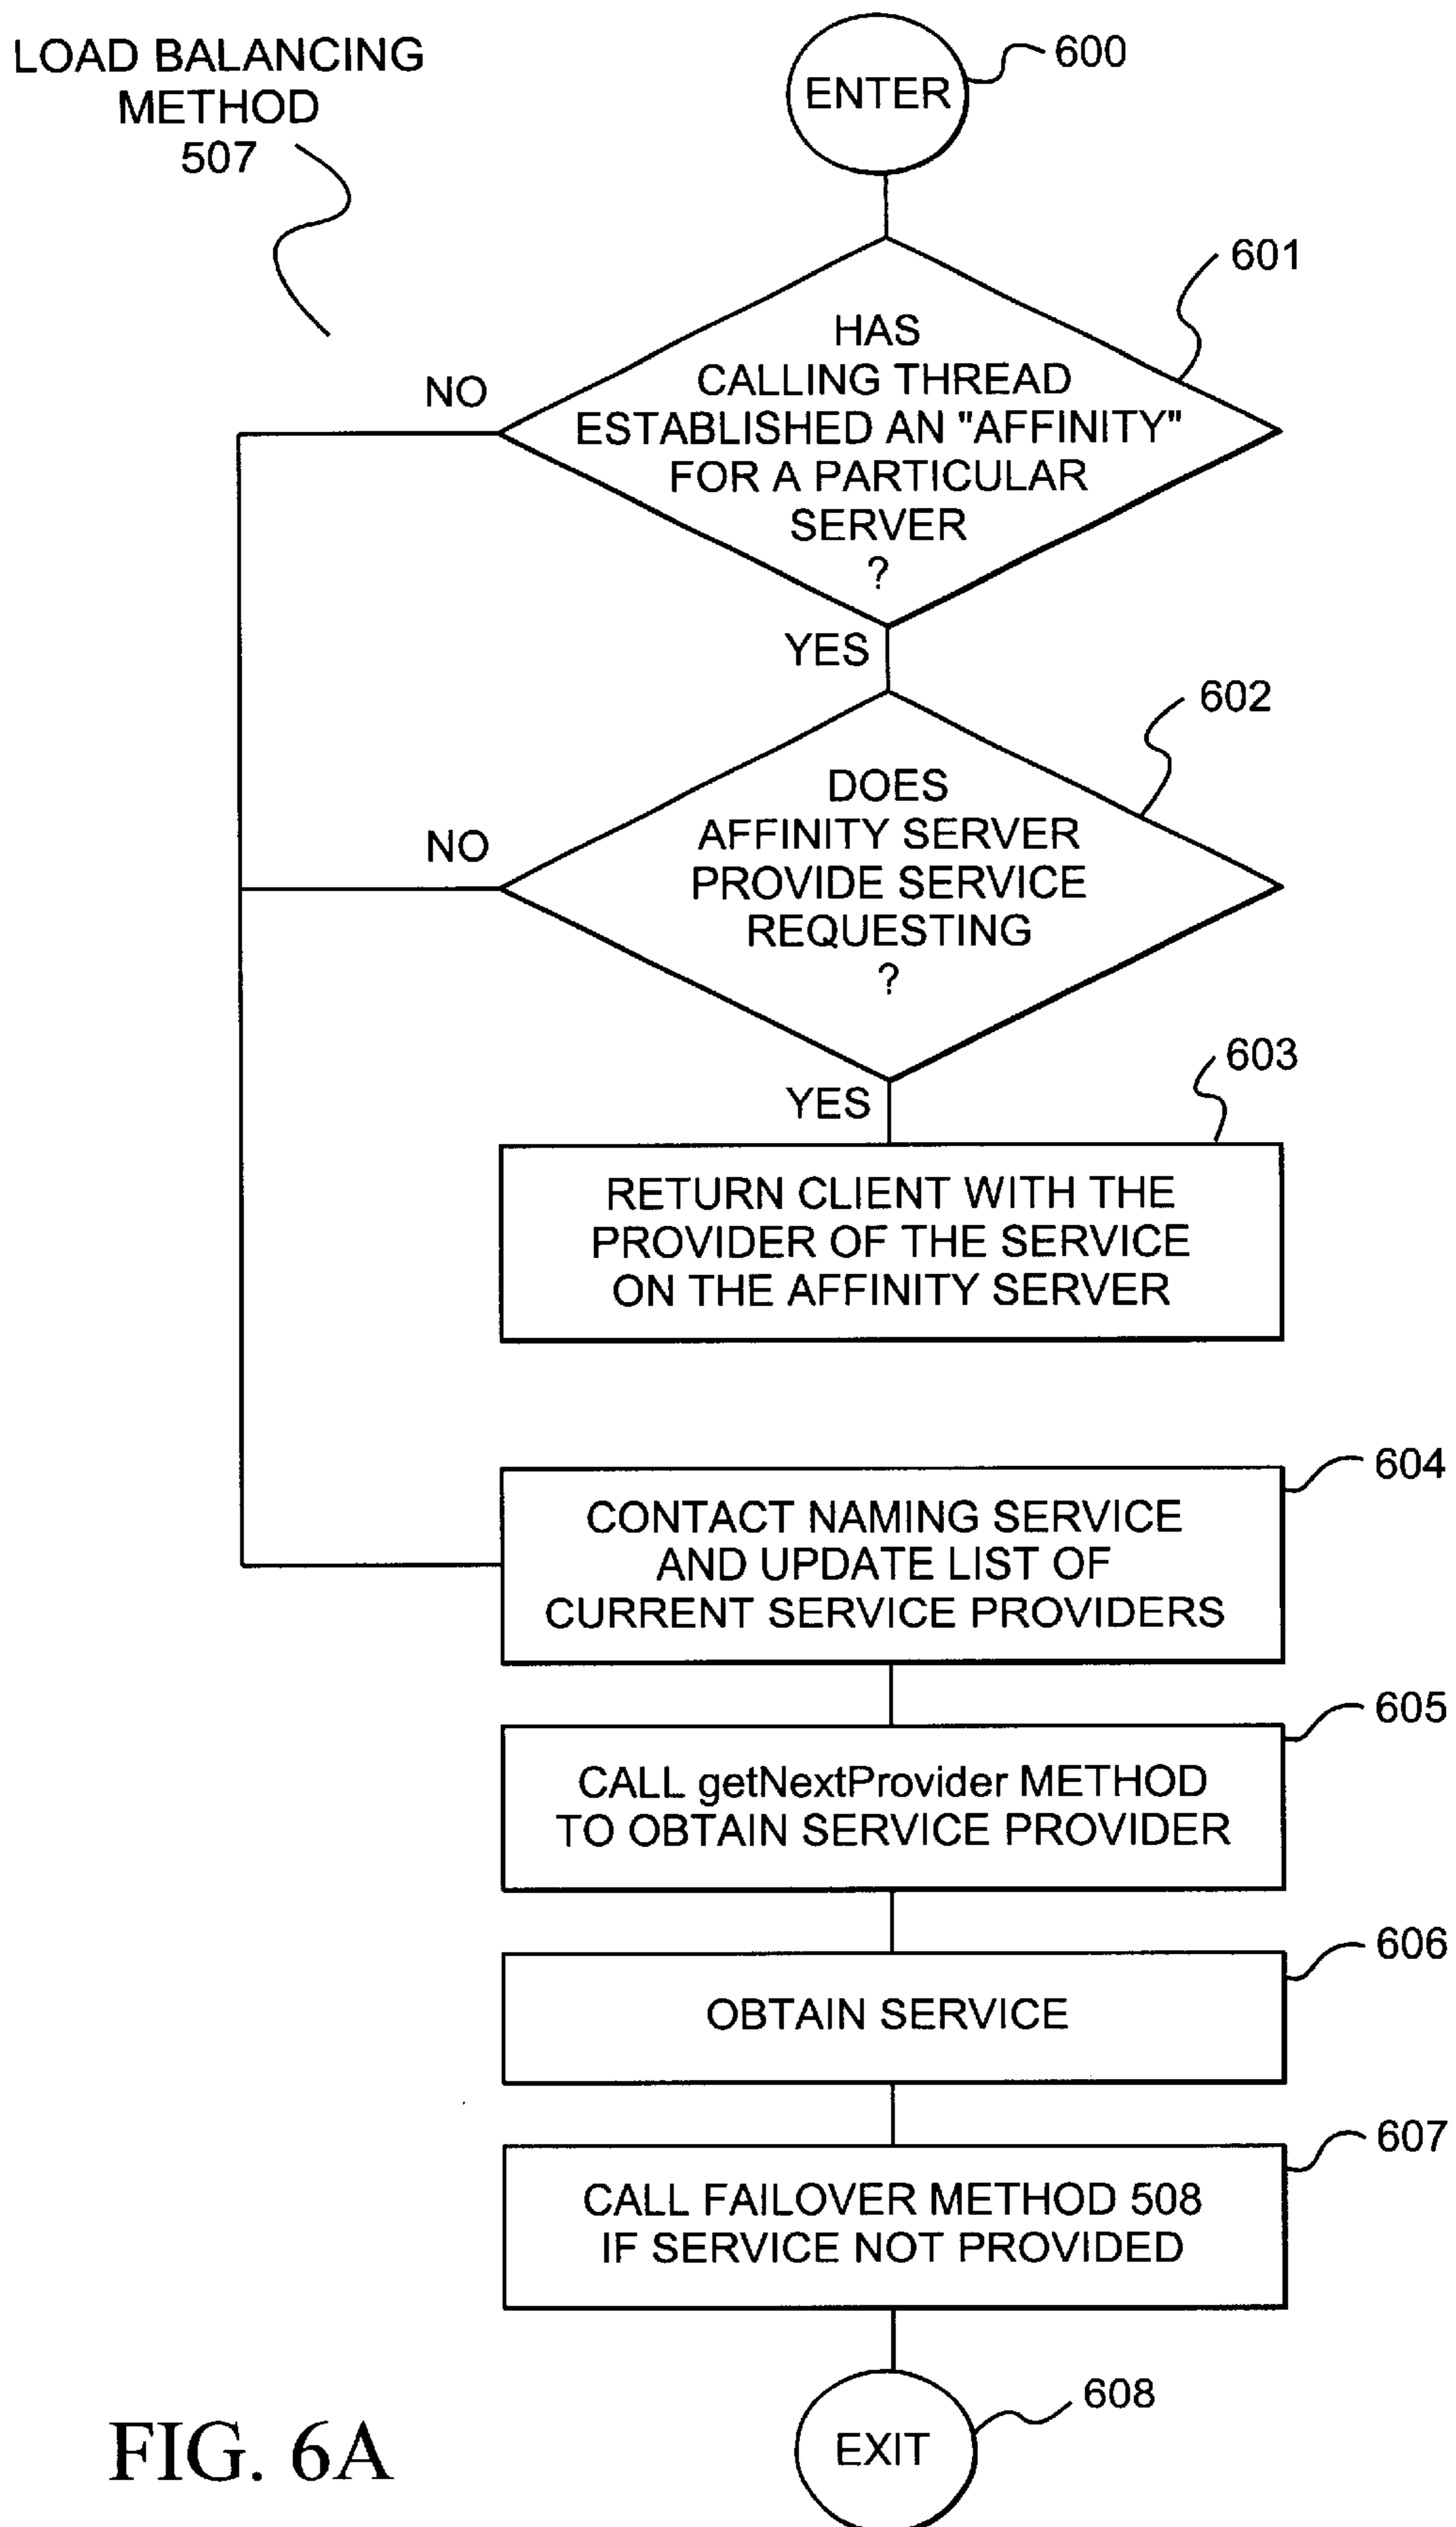 LOAD BALANCING
METHOD
507
ENTER
600
601
HAS
CALLING THREAD
ESTABLISHED AN "AFFINITY"
FOR A PARTICULAR
SERVER
?
NO
YES
602
DOES
AFFINITY SERVER
PROVIDE SERVICE
REQUESTING
?
NO
YES
603
RETURN CLIENT WITH THE
PROVIDER OF THE SERVICE
ON THE AFFINITY SERVER
604
CONTACT NAMING SERVICE
AND UPDATE LIST OF
CURRENT SERVICE PROVIDERS
605
CALL getNextProvider METHOD
TO OBTAIN SERVICE PROVIDER
606
OBTAIN SERVICE
607
CALL FAILOVER METHOD 508
IF SERVICE NOT PROVIDED
608
EXIT
FIG. 6A